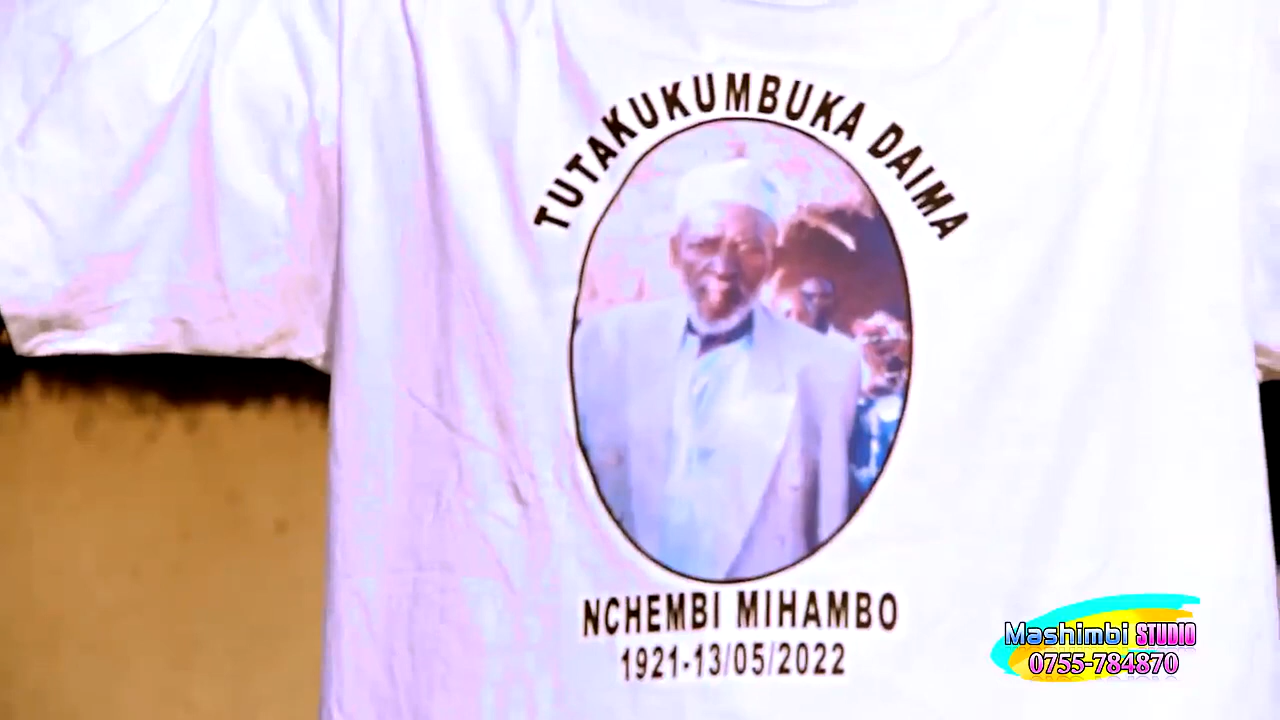 TUTAKUKUMBUKA DAIMA
NCHEMBI MIHAMBO
1921-13/05/2022
Mashimbi STUDIO
0755-784870